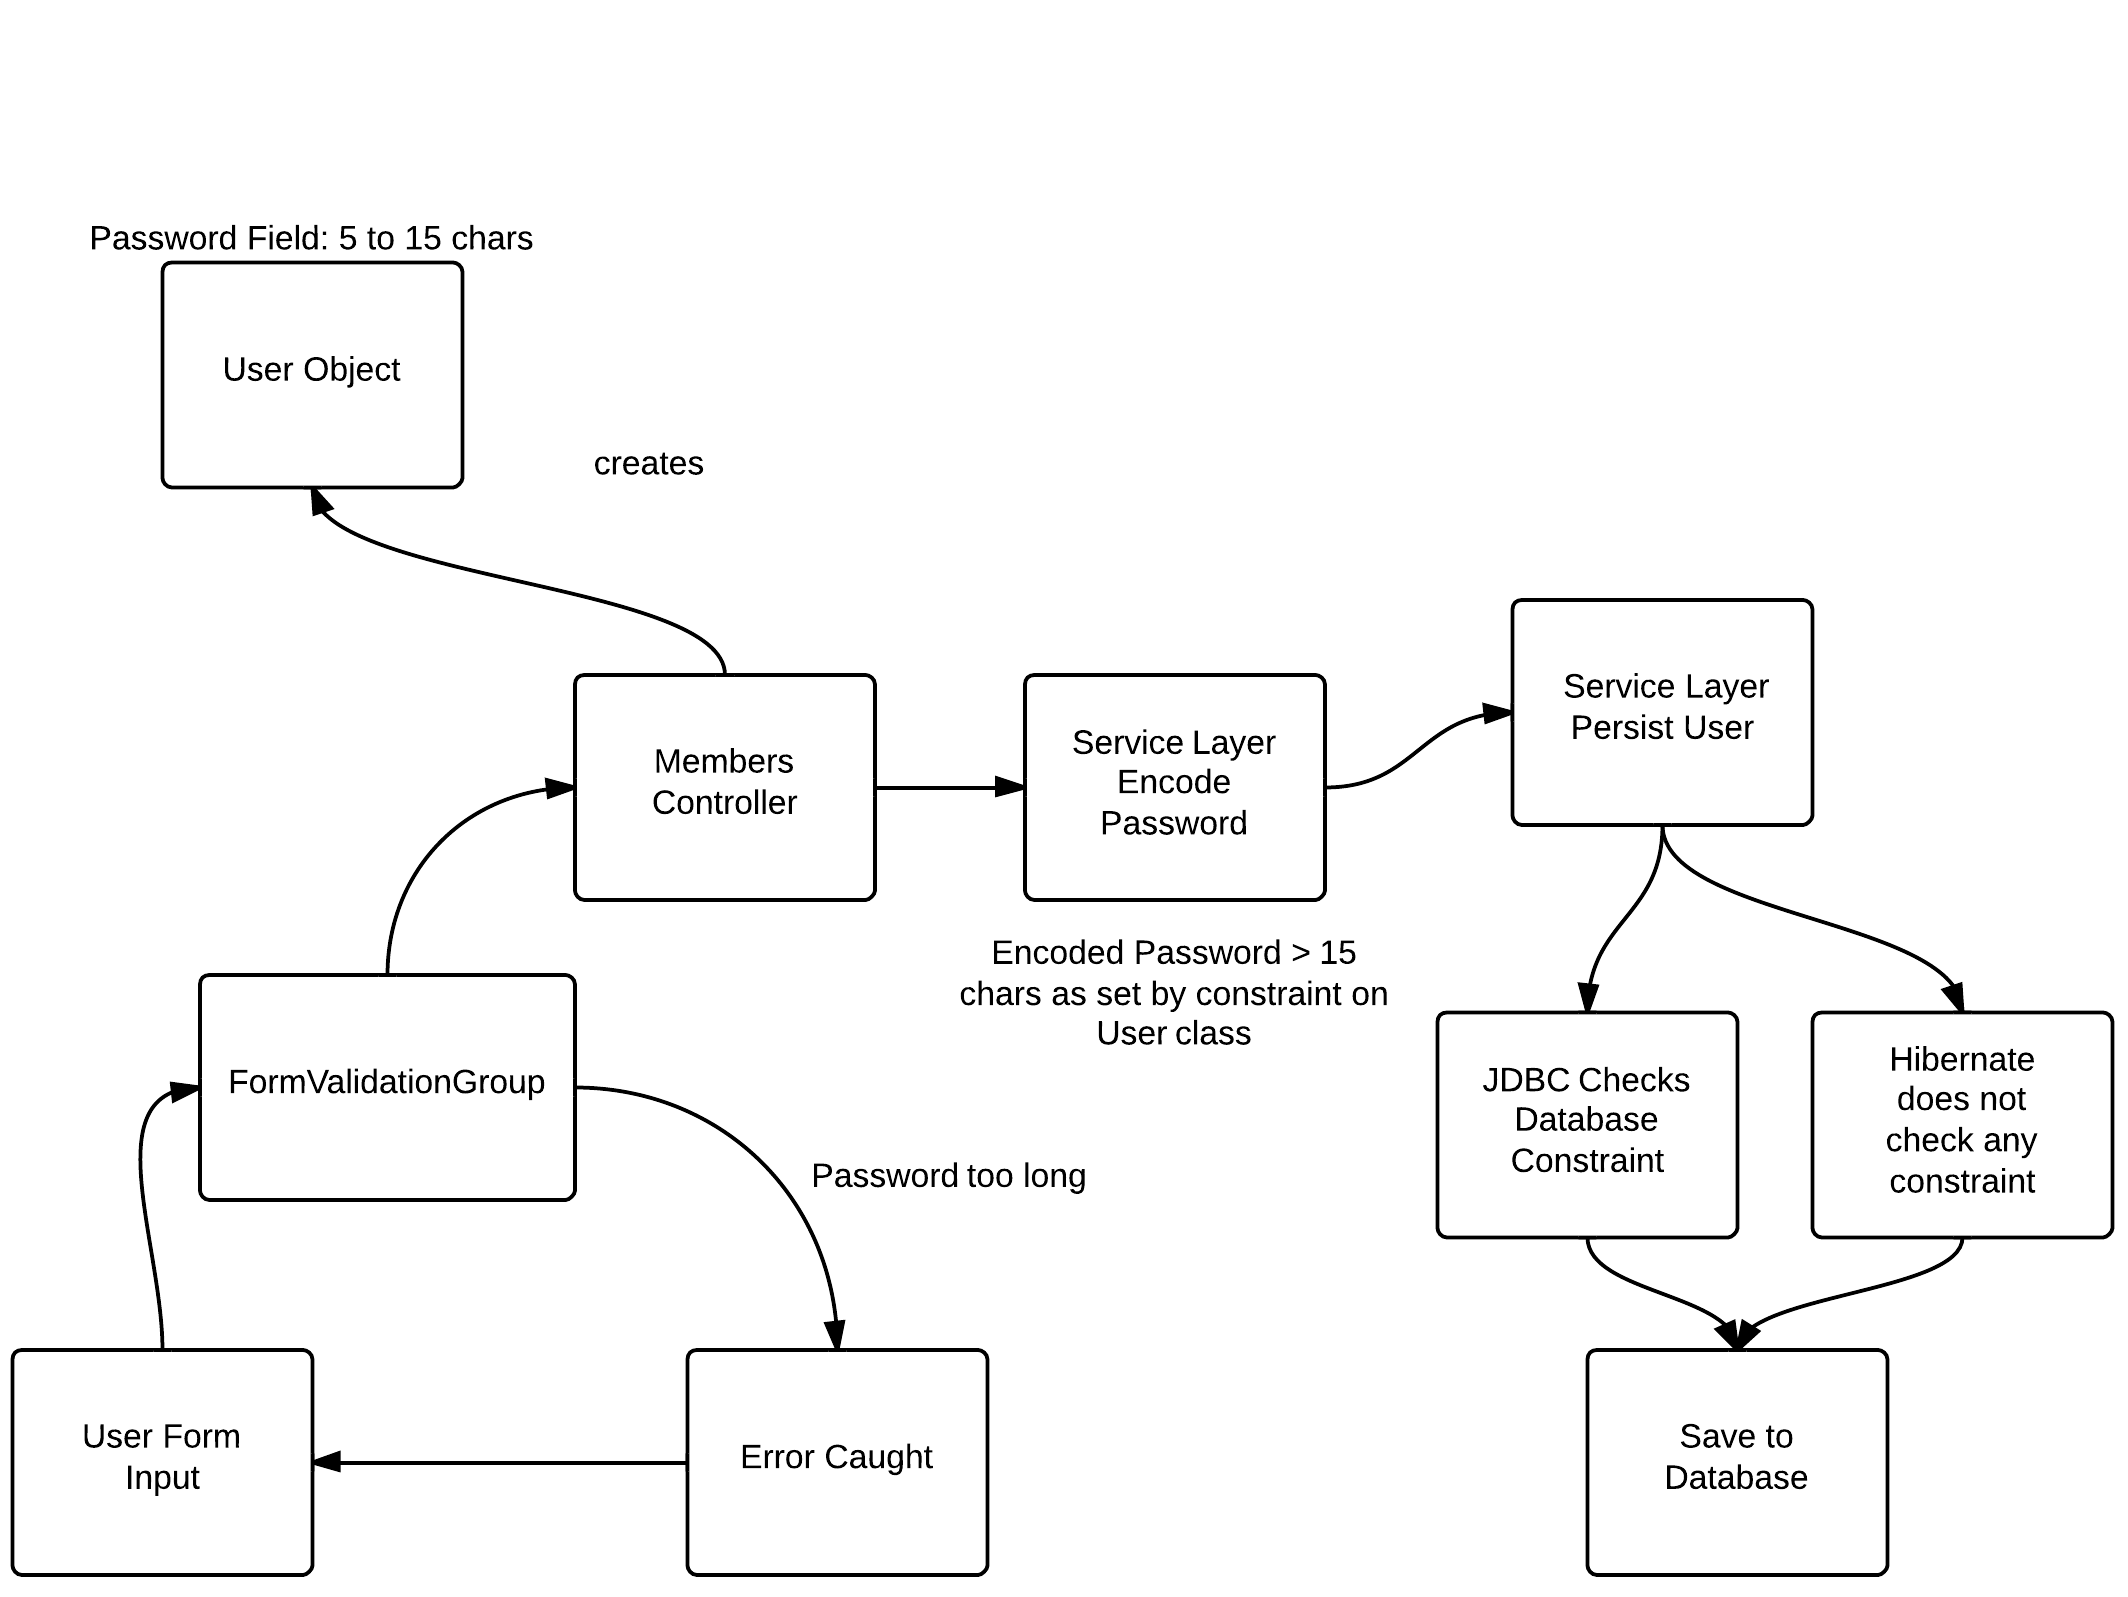 Password Field: 5 to 15 chars
User Object
creates
Members
Controller
Service Layer
Encode
Password
Service Layer
Persist User
Encoded Password > 15
chars as set by constraint on
User class
FormValidationGroup
Password too long
JDBC Checks
Database
Constraint
Hibernate
does not
check any
constraint
User Form
Input
Error Caught
Save to
Database